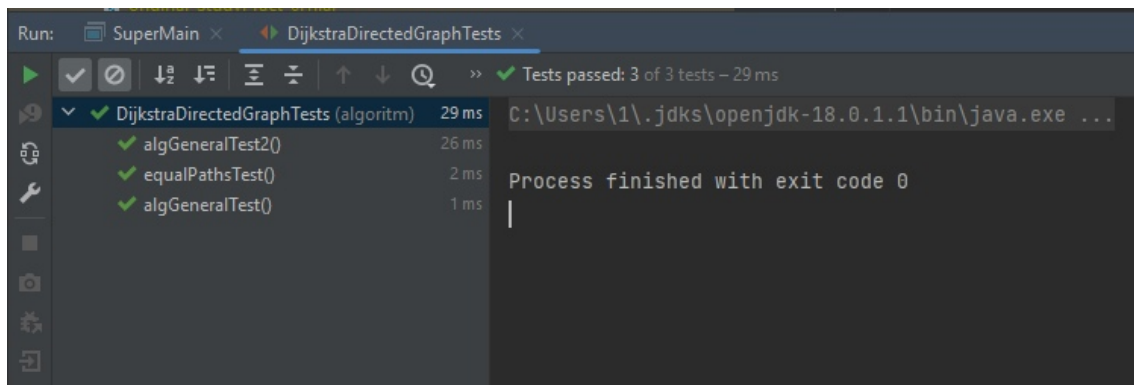 Run: SuperMain DijkstraDirectedGraphTests
Tests passed: 3 of 3 tests – 29 ms
DijkstraDirectedGraphTests (algoritm) 29 ms
algGeneralTest2() 26 ms
equalPathsTest() 2 ms
algGeneralTest() 1 ms
C:\Users\1\.jdks\openjdk-18.0.1.1\bin\java.exe ...
Process finished with exit code 0